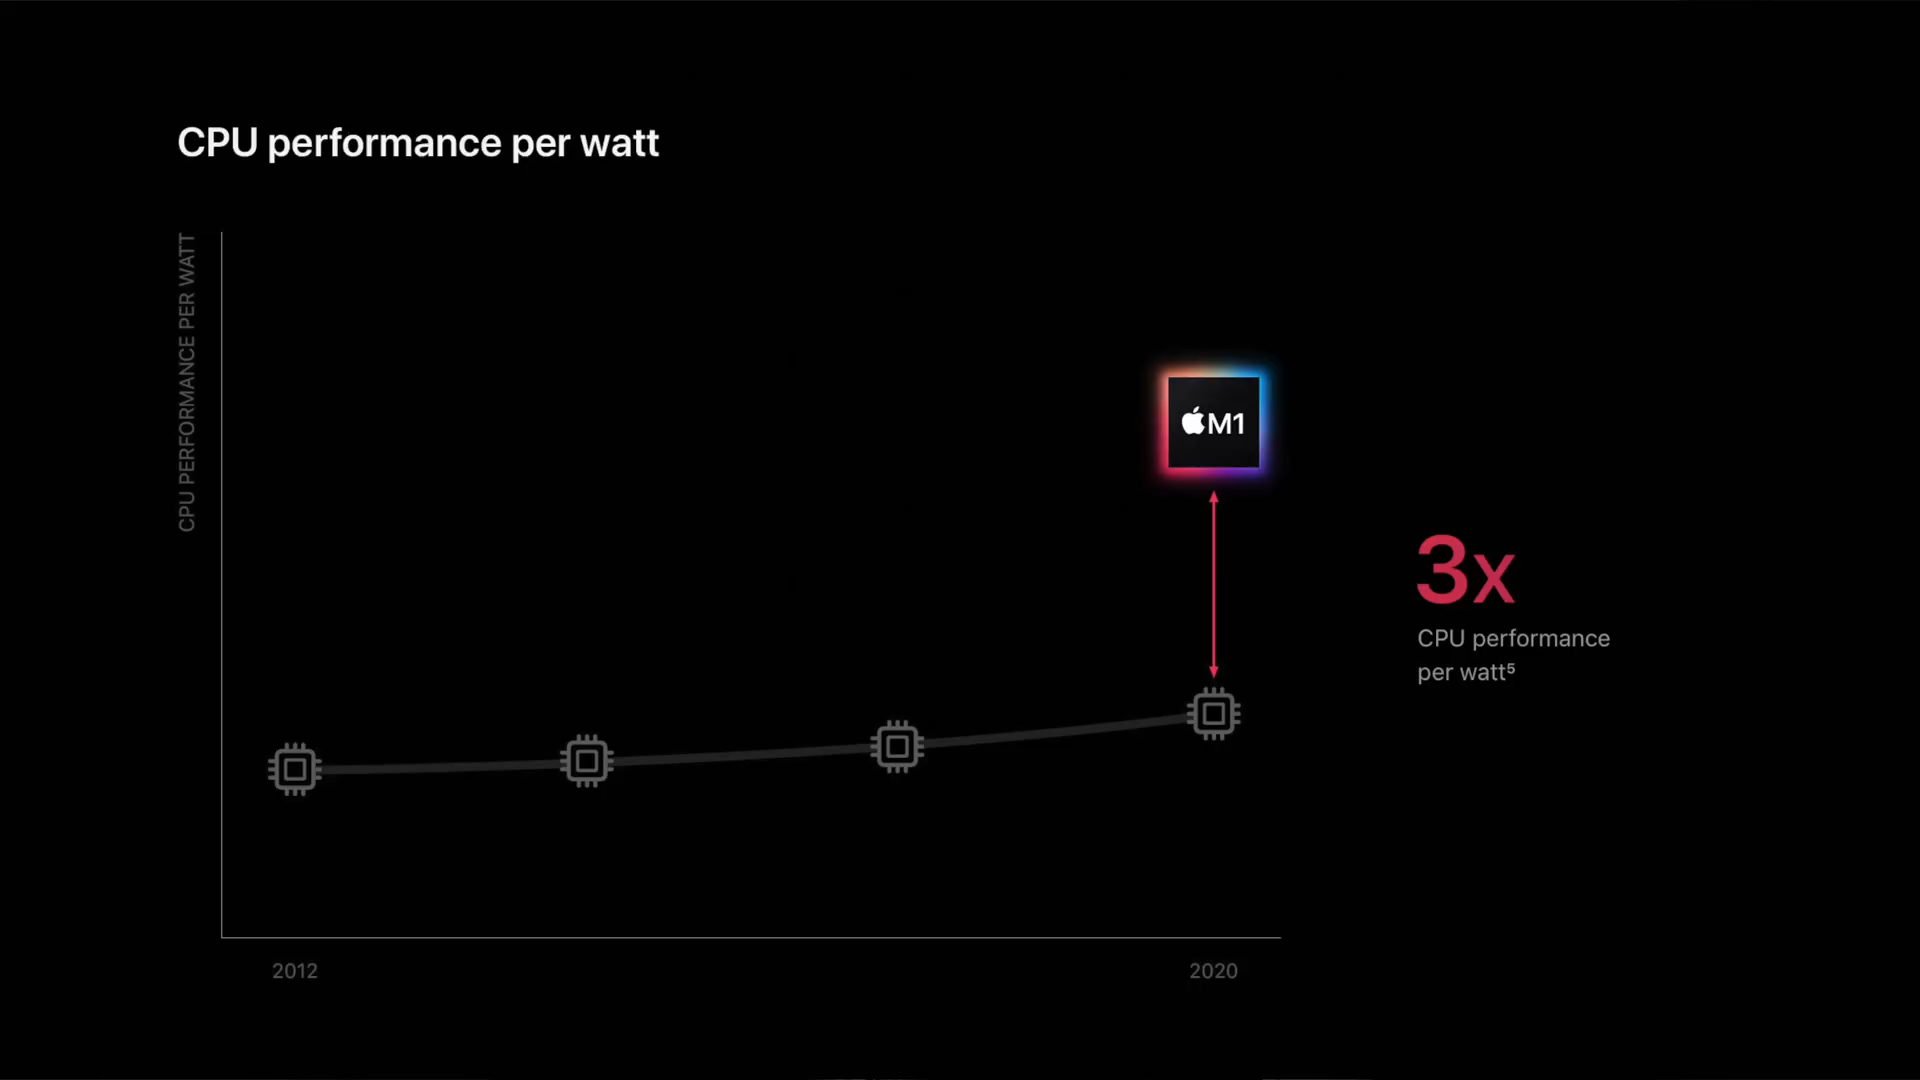 CPU performance per watt
CPU PERFORMANCE PER WATT
M1
3x
CPU performance
per watt⁵
2012
2020